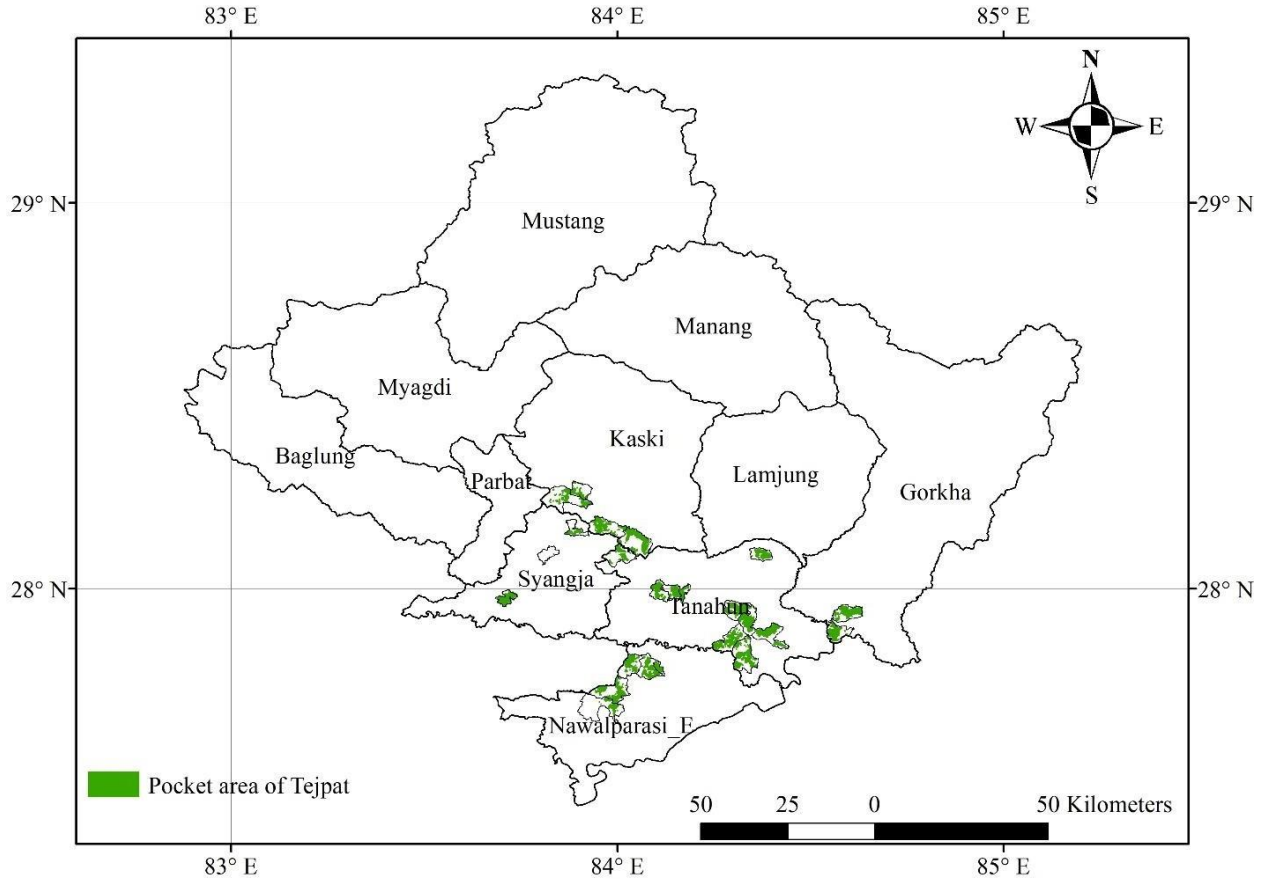 83° E 84° E 85° E
N
W E
S
29° N 29° N
Mustang
Manang
Myagdi
Kaski
Baglung
Lamjung
Parbat
Gorkha
Syangja
28° N 28° N
Tanahun
Nawalparasi_E
Pocket area of Tejpat
50 25 0 50 Kilometers
83° E 84° E 85° E